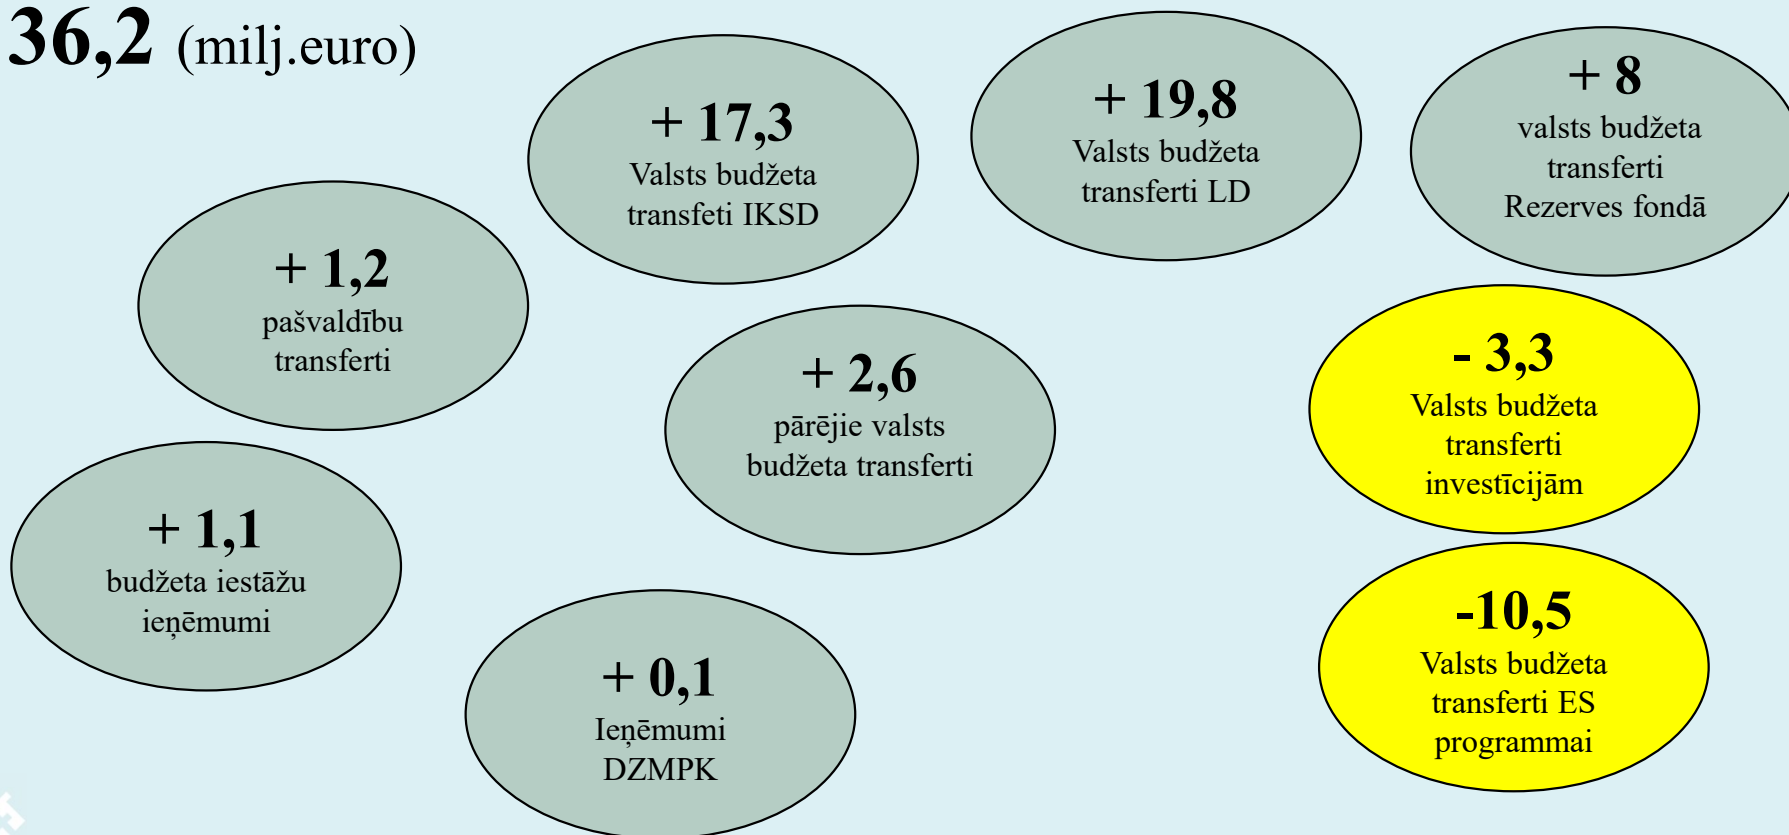 36,2 (milj.euro)
+ 17,3
Valsts budžeta
transfeti IKSD
+ 19,8
Valsts budžeta
transferti LD
+ 8
valsts budžeta
transferti
Rezerves fondā
+ 1,2
pašvaldību
transferti
+ 2,6
pārējie valsts
budžeta transferti
- 3,3
Valsts budžeta
transferti
investīcijām
+ 1,1
budžeta iestāžu
ieņēmumi
+ 0,1
Ieņēmumi
DZMPK
-10,5
Valsts budžeta
transferti ES
programmai